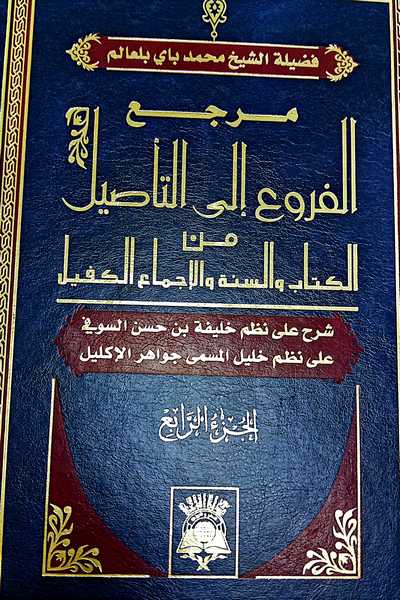 فضيلة الشيخ محمد باي بلعالم
مرجع
الفروع إلى التأصيل
من
الكتاب والسنة والإجماع الكفيل
شرح على نظم خليفة بن حسن السوفي
على نظم خليل المسمى جواهر الإكليل
الجزء الرابع